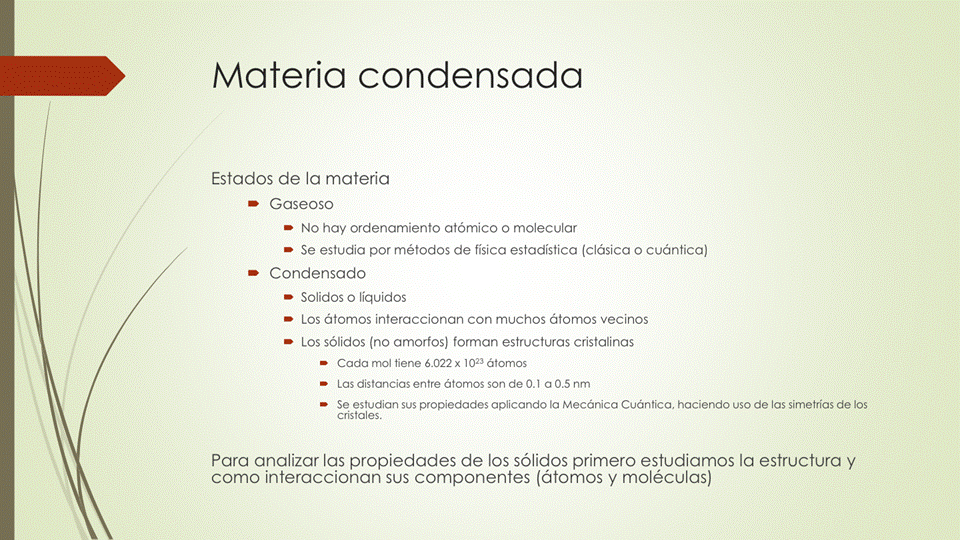 Materia condensada
Estados de la materia
Gaseoso
No hay ordenamiento atómico o molecular
Se estudia por métodos de física estadística (clásica o cuántica)
Condensado
Solidos o líquidos
Los átomos interaccionan con muchos átomos vecinos
Los sólidos (no amorfos) forman estructuras cristalinas
Cada mol tiene 6.022 x 10²³ átomos
Las distancias entre átomos son de 0.1 a 0.5 nm
Se estudian sus propiedades aplicando la Mecánica Cuántica, haciendo uso de las simetrías de los
cristales.
Para analizar las propiedades de los sólidos primero estudiamos la estructura y
como interaccionan sus componentes (átomos y moléculas)